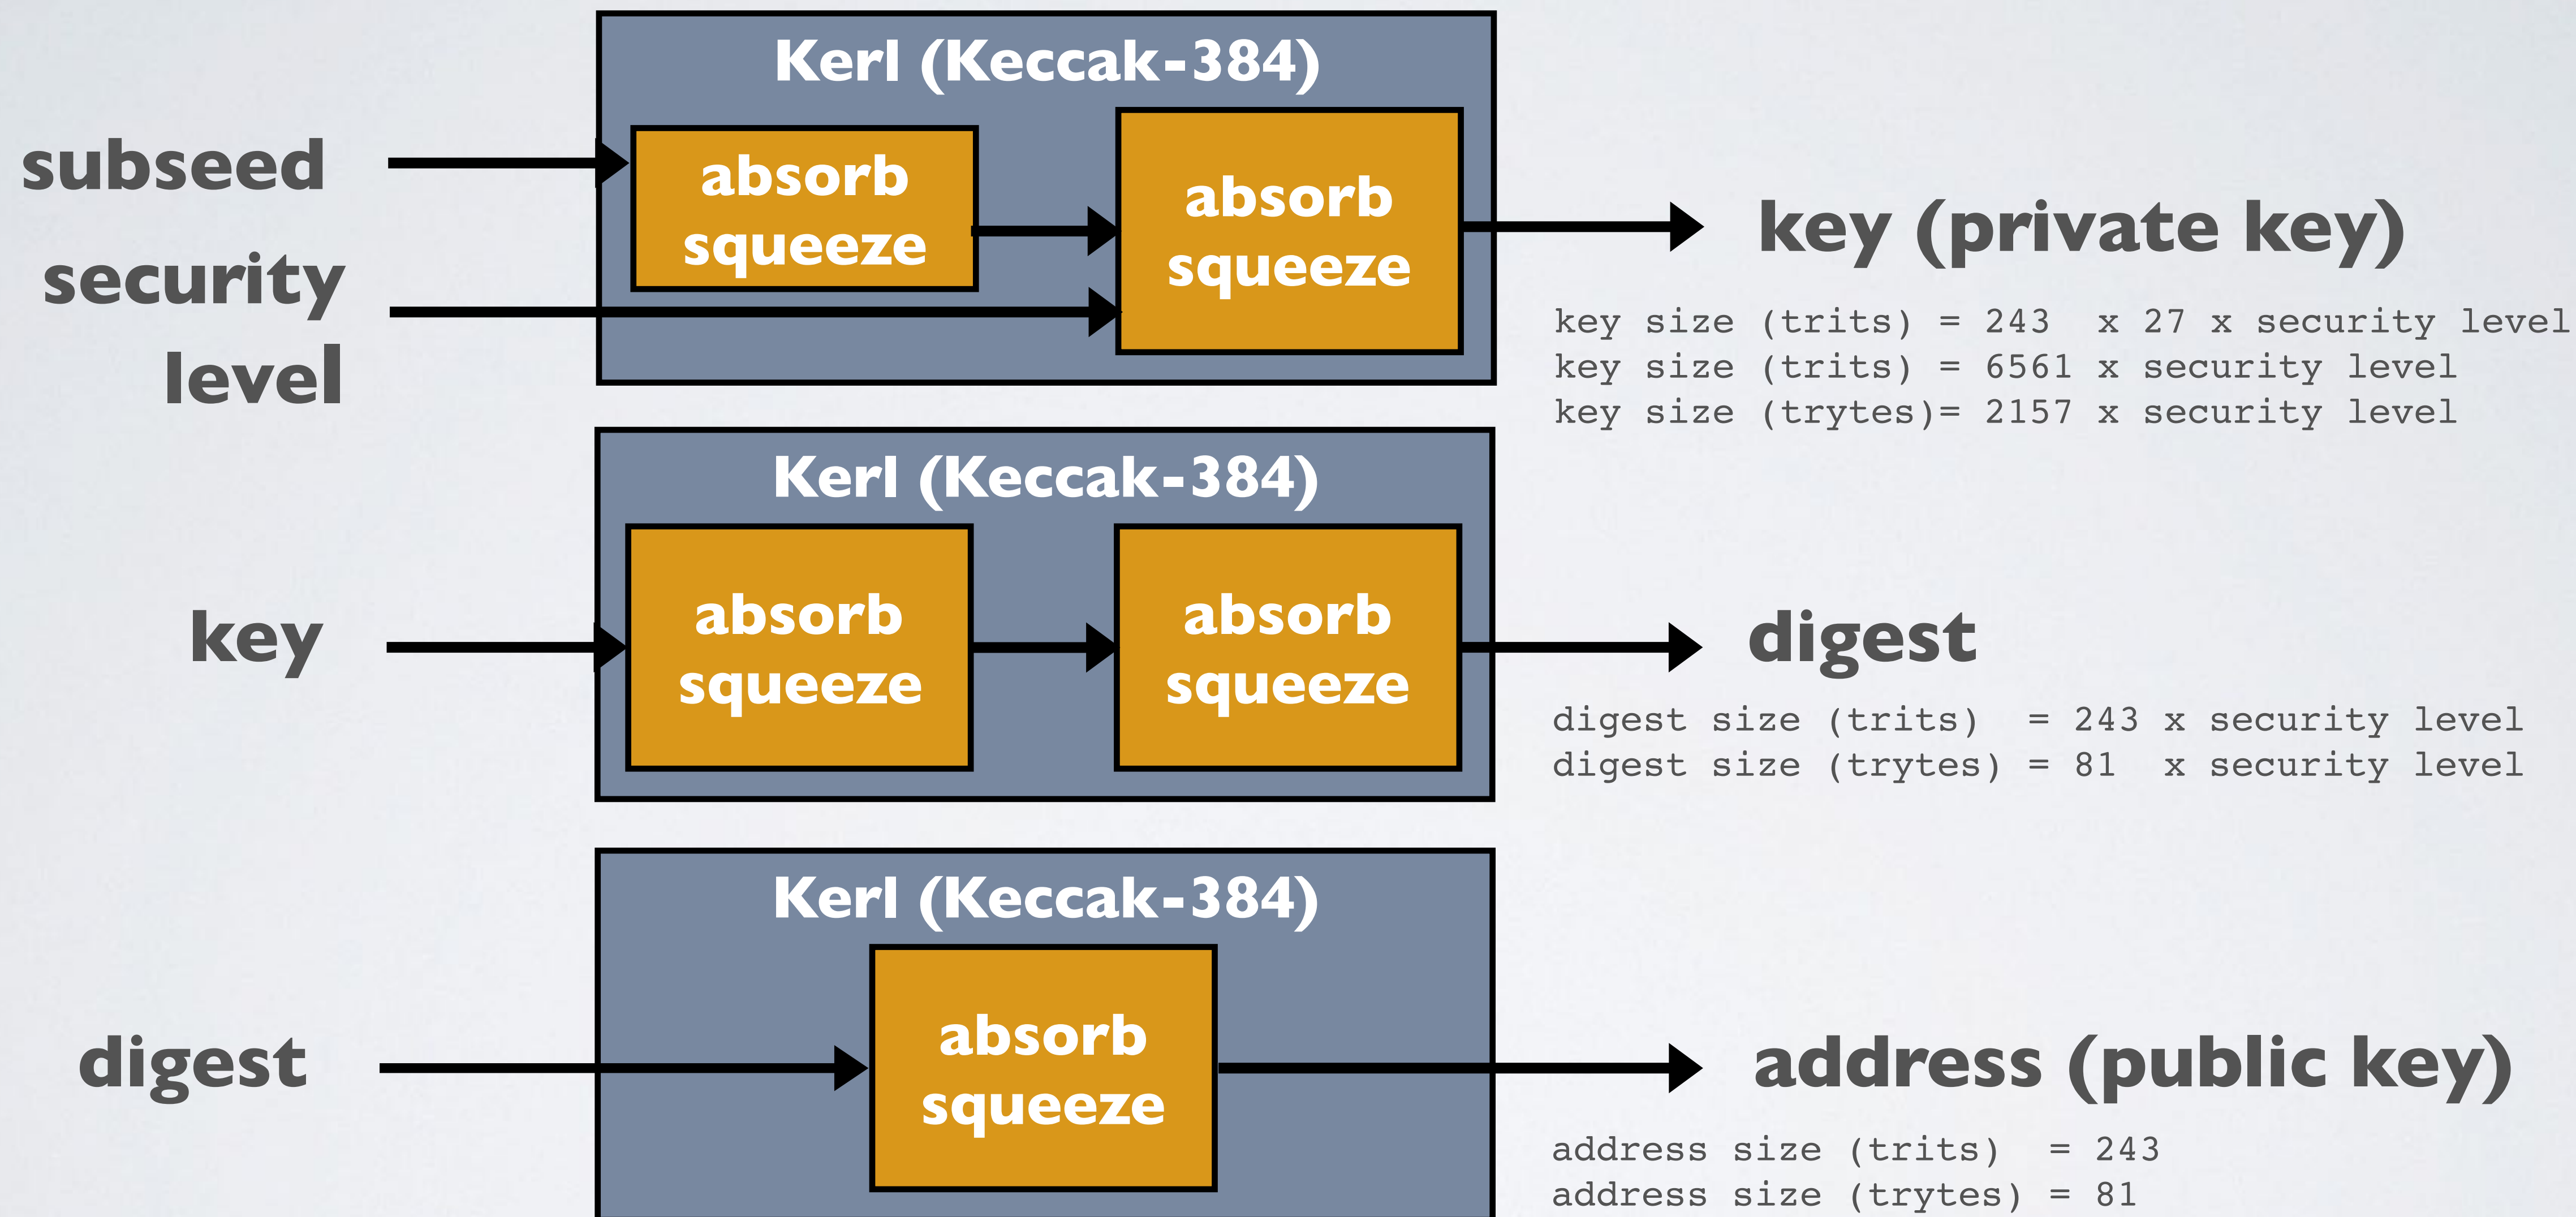 Kerl (Keccak-384)
subseed
security
level
absorb
squeeze
absorb
squeeze
key (private key)
key size (trits) = 243  x 27 x security level
key size (trits) = 6561 x security level
key size (trytes)= 2157 x security level
Kerl (Keccak-384)
key
absorb
squeeze
absorb
squeeze
digest
digest size (trits)  = 243 x security level
digest size (trytes) = 81  x security level
Kerl (Keccak-384)
digest
absorb
squeeze
address (public key)
address size (trits)  = 243
address size (trytes) = 81